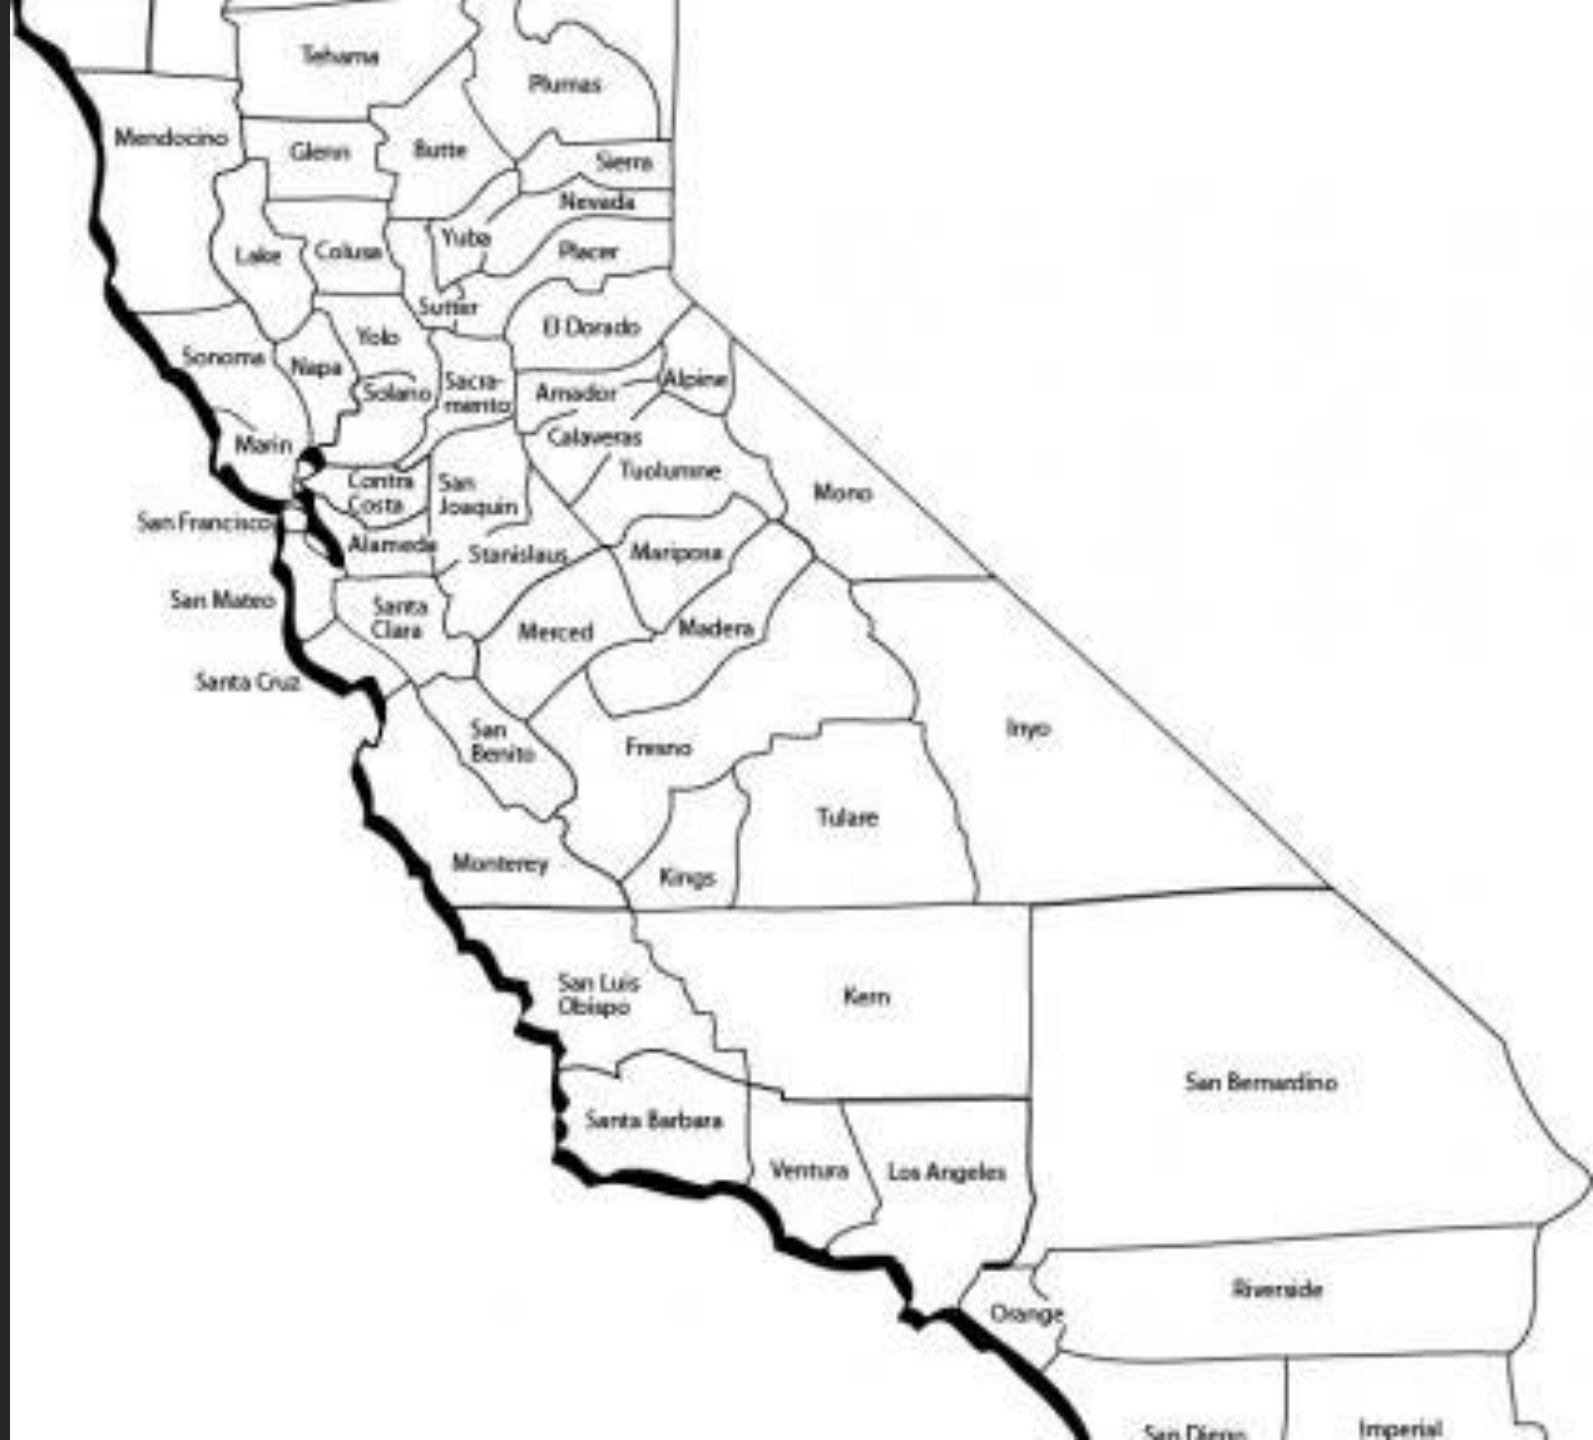 Tehama
Plumas
Mendocino
Glenn
Butte
Sierra
Nevada
Yuba
Lake
Colusa
Placer
Sutter
El Dorado
Yolo
Sonoma
Napa
Solano
Sacra-
mento
Amador
Alpine
Marin
Calaveras
Tuolumne
Contra
Costa
San
Joaquin
Mono
San Francisco
Alameda
Stanislaus
Mariposa
San Mateo
Santa
Clara
Merced
Madera
Santa Cruz
San
Benito
Fresno
Inyo
Tulare
Monterey
Kings
San Luis
Obispo
Kern
San Bernardino
Santa Barbara
Ventura
Los Angeles
Riverside
Orange
San Diego
Imperial